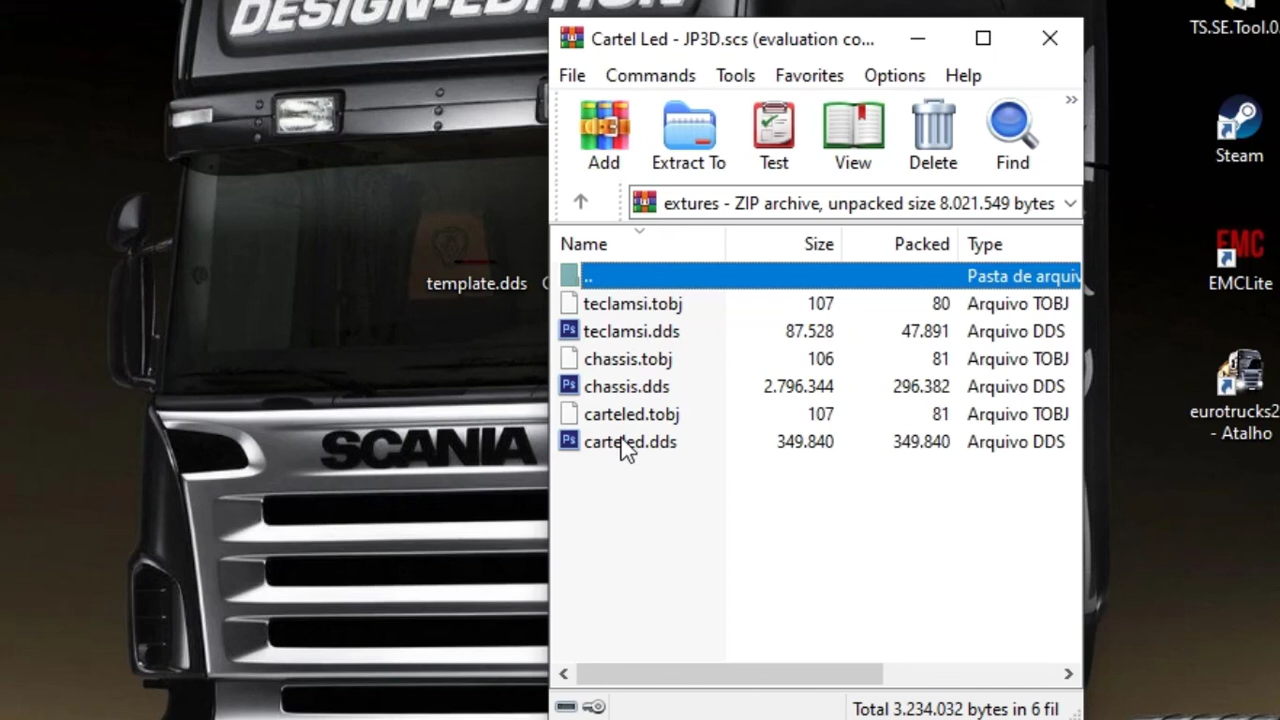 DESIGN-EDITION
Cartel Led - JP3D.scs (evaluation co...
File Commands Tools Favorites Options Help
»
Add Extract To Test View Delete Find
extures - ZIP archive, unpacked size 8.021.549 bytes
Name Size Packed Type
.. Pasta de arquiv
teclamsi.tobj 107 80 Arquivo TOBJ
Ps teclamsi.dds 87.528 47.891 Arquivo DDS
chassis.tobj 106 81 Arquivo TOBJ
Ps chassis.dds 2.796.344 296.382 Arquivo DDS
carteled.tobj 107 81 Arquivo TOBJ
Ps carteled.dds 349.840 349.840 Arquivo DDS
Total 3.234.032 bytes in 6 fil
template.dds
SCANIA
TS.SE.Tool.0.
Steam
EMC
EMCLite
eurotrucks2
- Atalho